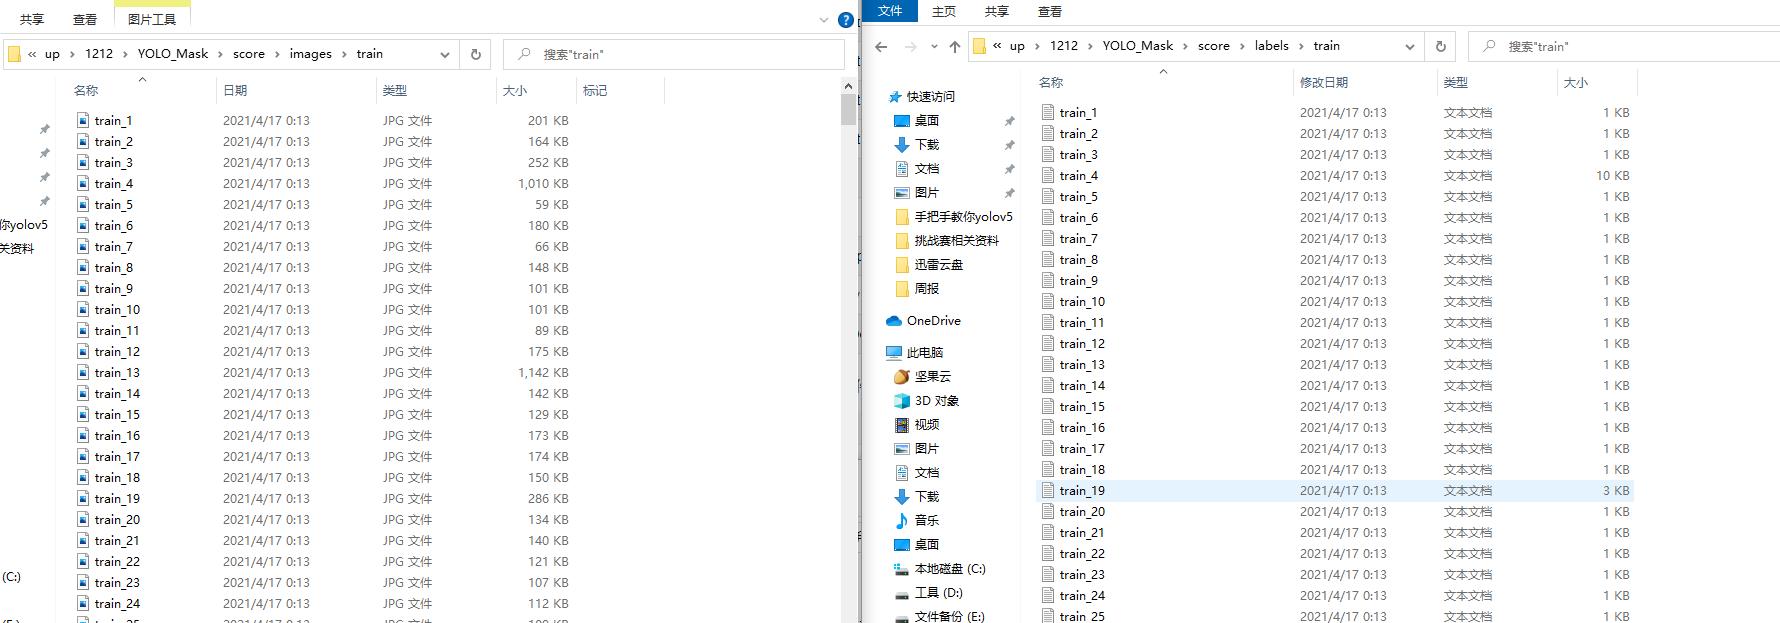 共享 查看 图片工具
« up › 1212 › YOLO_Mask › score › images › train
搜索"train"
名称 日期 类型 大小 标记
train_1 2021/4/17 0:13 JPG 文件 201 KB
train_2 2021/4/17 0:13 JPG 文件 164 KB
train_3 2021/4/17 0:13 JPG 文件 252 KB
train_4 2021/4/17 0:13 JPG 文件 1,010 KB
train_5 2021/4/17 0:13 JPG 文件 59 KB
train_6 2021/4/17 0:13 JPG 文件 180 KB
train_7 2021/4/17 0:13 JPG 文件 66 KB
train_8 2021/4/17 0:13 JPG 文件 148 KB
train_9 2021/4/17 0:13 JPG 文件 101 KB
train_10 2021/4/17 0:13 JPG 文件 101 KB
train_11 2021/4/17 0:13 JPG 文件 89 KB
train_12 2021/4/17 0:13 JPG 文件 175 KB
train_13 2021/4/17 0:13 JPG 文件 1,142 KB
train_14 2021/4/17 0:13 JPG 文件 142 KB
train_15 2021/4/17 0:13 JPG 文件 129 KB
train_16 2021/4/17 0:13 JPG 文件 173 KB
train_17 2021/4/17 0:13 JPG 文件 174 KB
train_18 2021/4/17 0:13 JPG 文件 150 KB
train_19 2021/4/17 0:13 JPG 文件 286 KB
train_20 2021/4/17 0:13 JPG 文件 134 KB
train_21 2021/4/17 0:13 JPG 文件 140 KB
train_22 2021/4/17 0:13 JPG 文件 121 KB
train_23 2021/4/17 0:13 JPG 文件 107 KB
train_24 2021/4/17 0:13 JPG 文件 112 KB
你yolov5
关资料
(C:)
文件 主页 共享 查看
« up › 1212 › YOLO_Mask › score › labels › train
搜索"train"
快速访问
桌面
下载
文档
图片
手把手教你yolov5
挑战赛相关资料
迅雷云盘
周报
OneDrive
此电脑
坚果云
3D 对象
视频
图片
文档
下载
音乐
桌面
本地磁盘 (C:)
工具 (D:)
文件备份 (E:)
名称 修改日期 类型 大小
train_1 2021/4/17 0:13 文本文档 1 KB
train_2 2021/4/17 0:13 文本文档 1 KB
train_3 2021/4/17 0:13 文本文档 1 KB
train_4 2021/4/17 0:13 文本文档 10 KB
train_5 2021/4/17 0:13 文本文档 1 KB
train_6 2021/4/17 0:13 文本文档 1 KB
train_7 2021/4/17 0:13 文本文档 1 KB
train_8 2021/4/17 0:13 文本文档 1 KB
train_9 2021/4/17 0:13 文本文档 1 KB
train_10 2021/4/17 0:13 文本文档 1 KB
train_11 2021/4/17 0:13 文本文档 1 KB
train_12 2021/4/17 0:13 文本文档 1 KB
train_13 2021/4/17 0:13 文本文档 1 KB
train_14 2021/4/17 0:13 文本文档 1 KB
train_15 2021/4/17 0:13 文本文档 1 KB
train_16 2021/4/17 0:13 文本文档 1 KB
train_17 2021/4/17 0:13 文本文档 1 KB
train_18 2021/4/17 0:13 文本文档 1 KB
train_19 2021/4/17 0:13 文本文档 3 KB
train_20 2021/4/17 0:13 文本文档 1 KB
train_21 2021/4/17 0:13 文本文档 1 KB
train_22 2021/4/17 0:13 文本文档 1 KB
train_23 2021/4/17 0:13 文本文档 1 KB
train_24 2021/4/17 0:13 文本文档 1 KB
train_25 2021/4/17 0:13 文本文档 1 KB